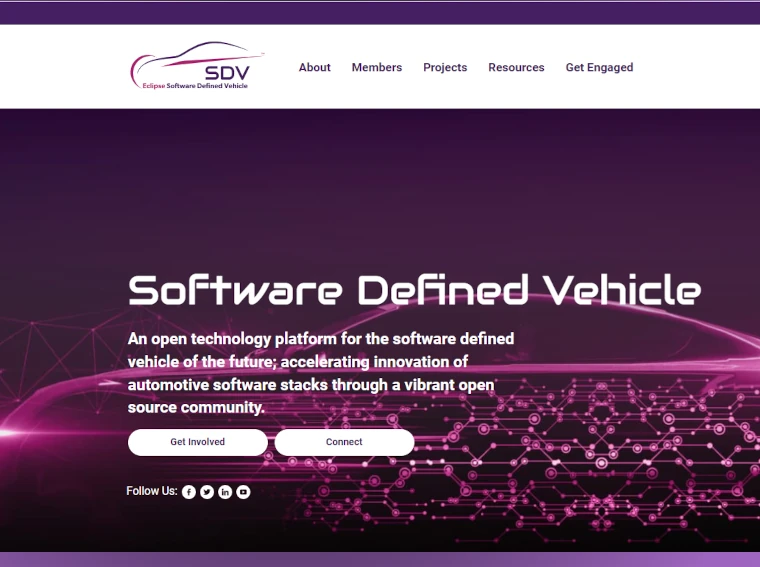 SDV
Eclipse Software Defined Vehicle
About Members Projects Resources Get Engaged
Software Defined Vehicle
An open technology platform for the software defined
vehicle of the future; accelerating innovation of
automotive software stacks through a vibrant open
source community.
Get Involved Connect
Follow Us: